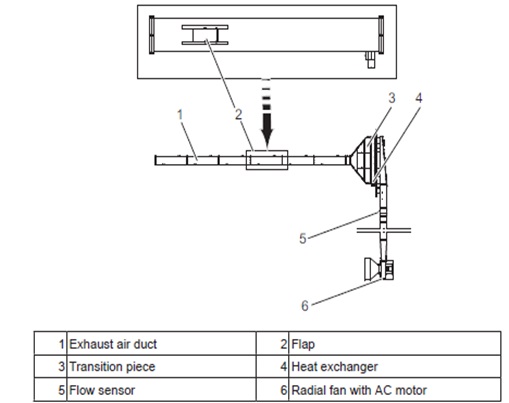 3
4
1
2
5
6
1 Exhaust air duct 2 Flap
3 Transition piece 4 Heat exchanger
5 Flow sensor 6 Radial fan with AC motor